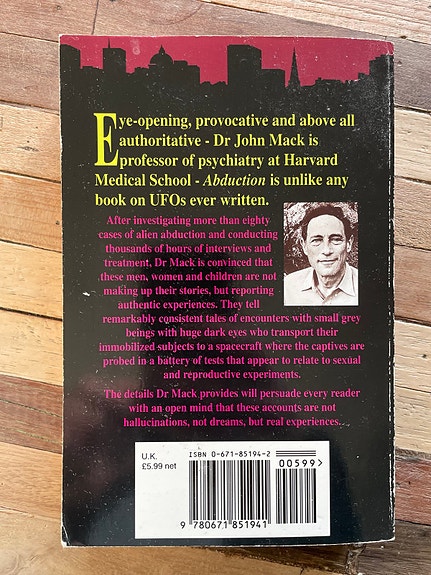 Eye-opening, provocative and above all
authoritative - Dr John Mack is
professor of psychiatry at Harvard
Medical School - Abduction is unlike any
book on UFOs ever written.
After investigating more than eighty
cases of alien abduction and conducting
thousands of hours of interviews and
treatment, Dr Mack is convinced that
these men, women and children are not
making up their stories, but reporting
authentic experiences. They tell
remarkably consistent tales of encounters with small grey
beings with huge dark eyes who transport their
immobilized subjects to a spacecraft where the captives are
probed in a battery of tests that appear to relate to sexual
and reproductive experiments.
The details Dr Mack provides will persuade every reader
with an open mind that these accounts are not
hallucinations, not dreams, but real experiences.
U.K.
£5.99 net
ISBN 0-671-85194-2
00599>
9 780671 851941